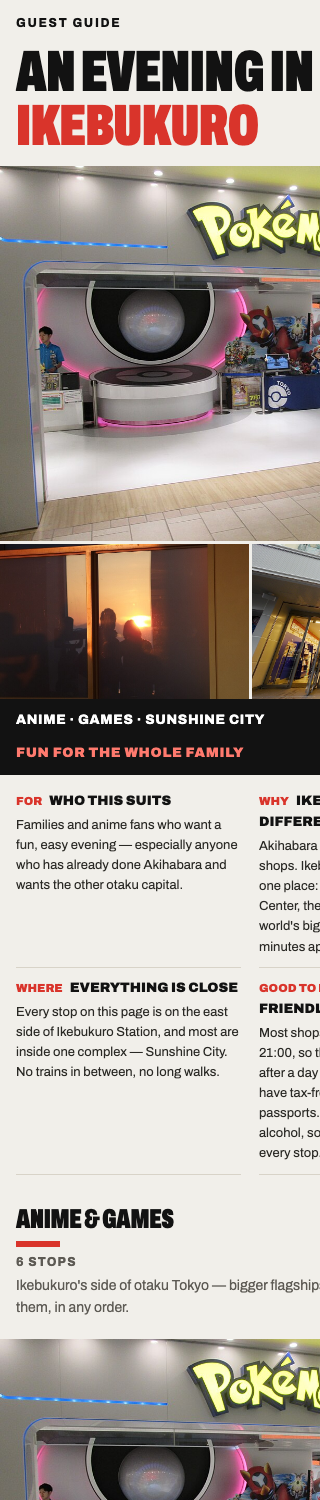 GUEST GUIDE
AN EVENING IN
IKEBUKURO
POKÉM
TOKYO
ANIME · GAMES · SUNSHINE CITY
FUN FOR THE WHOLE FAMILY
FOR WHO THIS SUITS
Families and anime fans who want a
fun, easy evening — especially anyone
who has already done Akihabara and
wants the other otaku capital.
WHY IKE
DIFFERE
Akihabara
shops. Ikeb
one place:
Center, the
world's big
minutes ap
WHERE EVERYTHING IS CLOSE
Every stop on this page is on the east
side of Ikebukuro Station, and most are
inside one complex — Sunshine City.
No trains in between, no long walks.
GOOD TO
FRIENDL
Most shop
21:00, so t
after a day
have tax-fr
passports.
alcohol, so
every stop
ANIME & GAMES
6 STOPS
Ikebukuro's side of otaku Tokyo — bigger flagship
them, in any order.
POKÉM